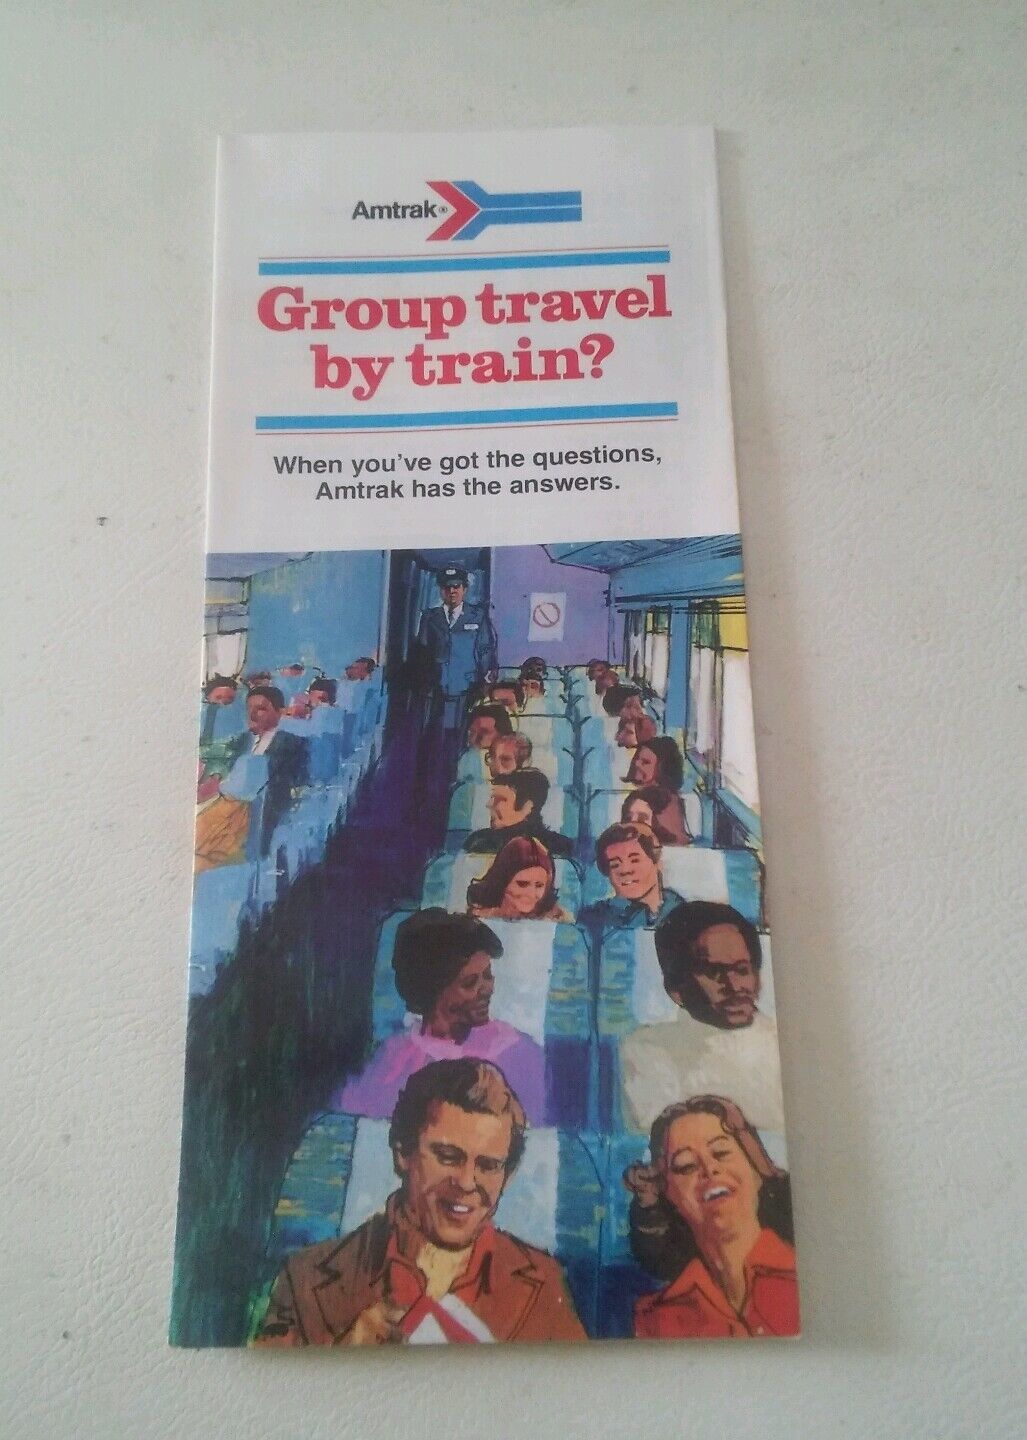 Amtrak®
Group travel
by train?
When you've got the questions,
Amtrak has the answers.